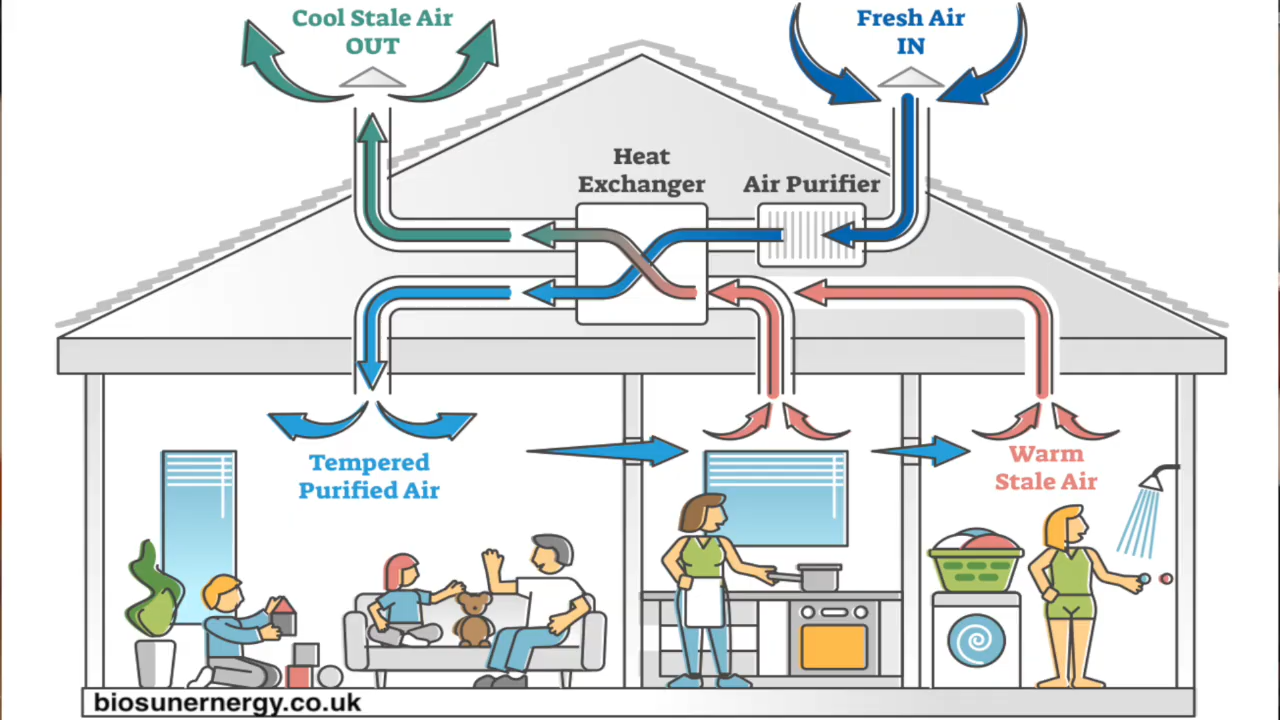 Cool Stale Air
OUT
Fresh Air
IN
Heat
Exchanger
Air Purifier
Tempered
Purified Air
Warm
Stale Air
biosunernergy.co.uk